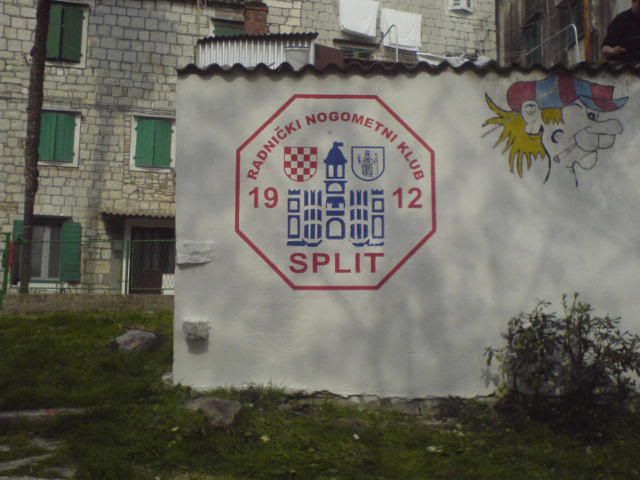 RADNIČKI NOGOMETNI KLUB
19 12
SPLIT